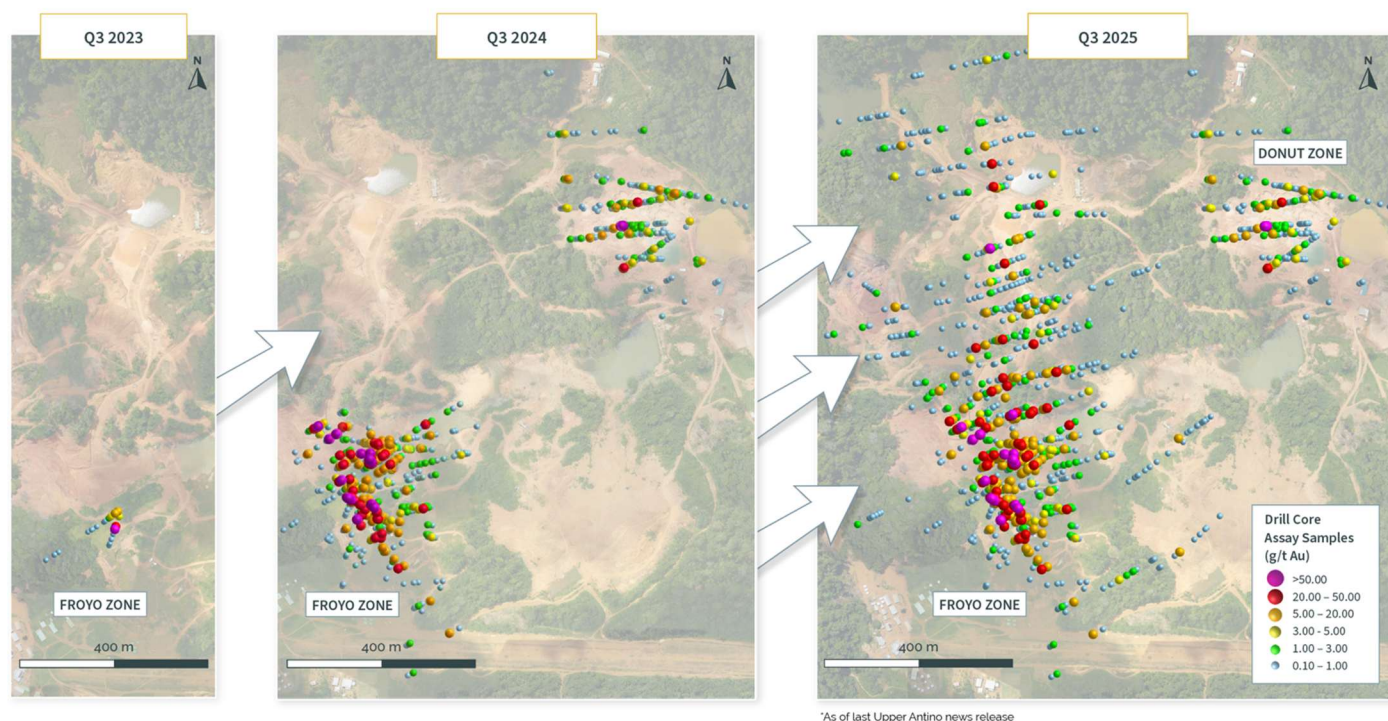 Q3 2023
Q3 2024
Q3 2025
N
N
N
DONUT ZONE
FROYO ZONE
FROYO ZONE
FROYO ZONE
400 m
400 m
400 m
Drill Core
Assay Samples
(g/t Au)
>50.00
20.00 – 50.00
5.00 – 20.00
3.00 - 5.00
1.00 – 3.00
0.10 – 1.00
*As of last Upper Antino news release